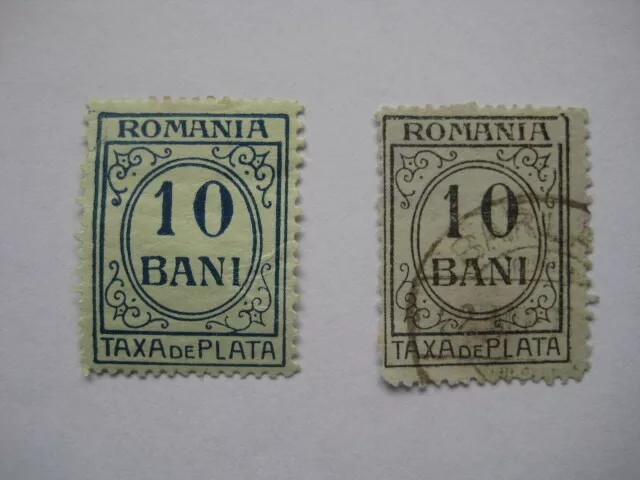 ROMANIA
10
BANI
TAXA DE PLATA
ROMANIA
10
BANI
TAXA DE PLATA